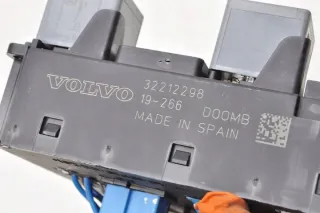 VOLVO
32212298
19-266 D00MB
MADE IN SPAIN